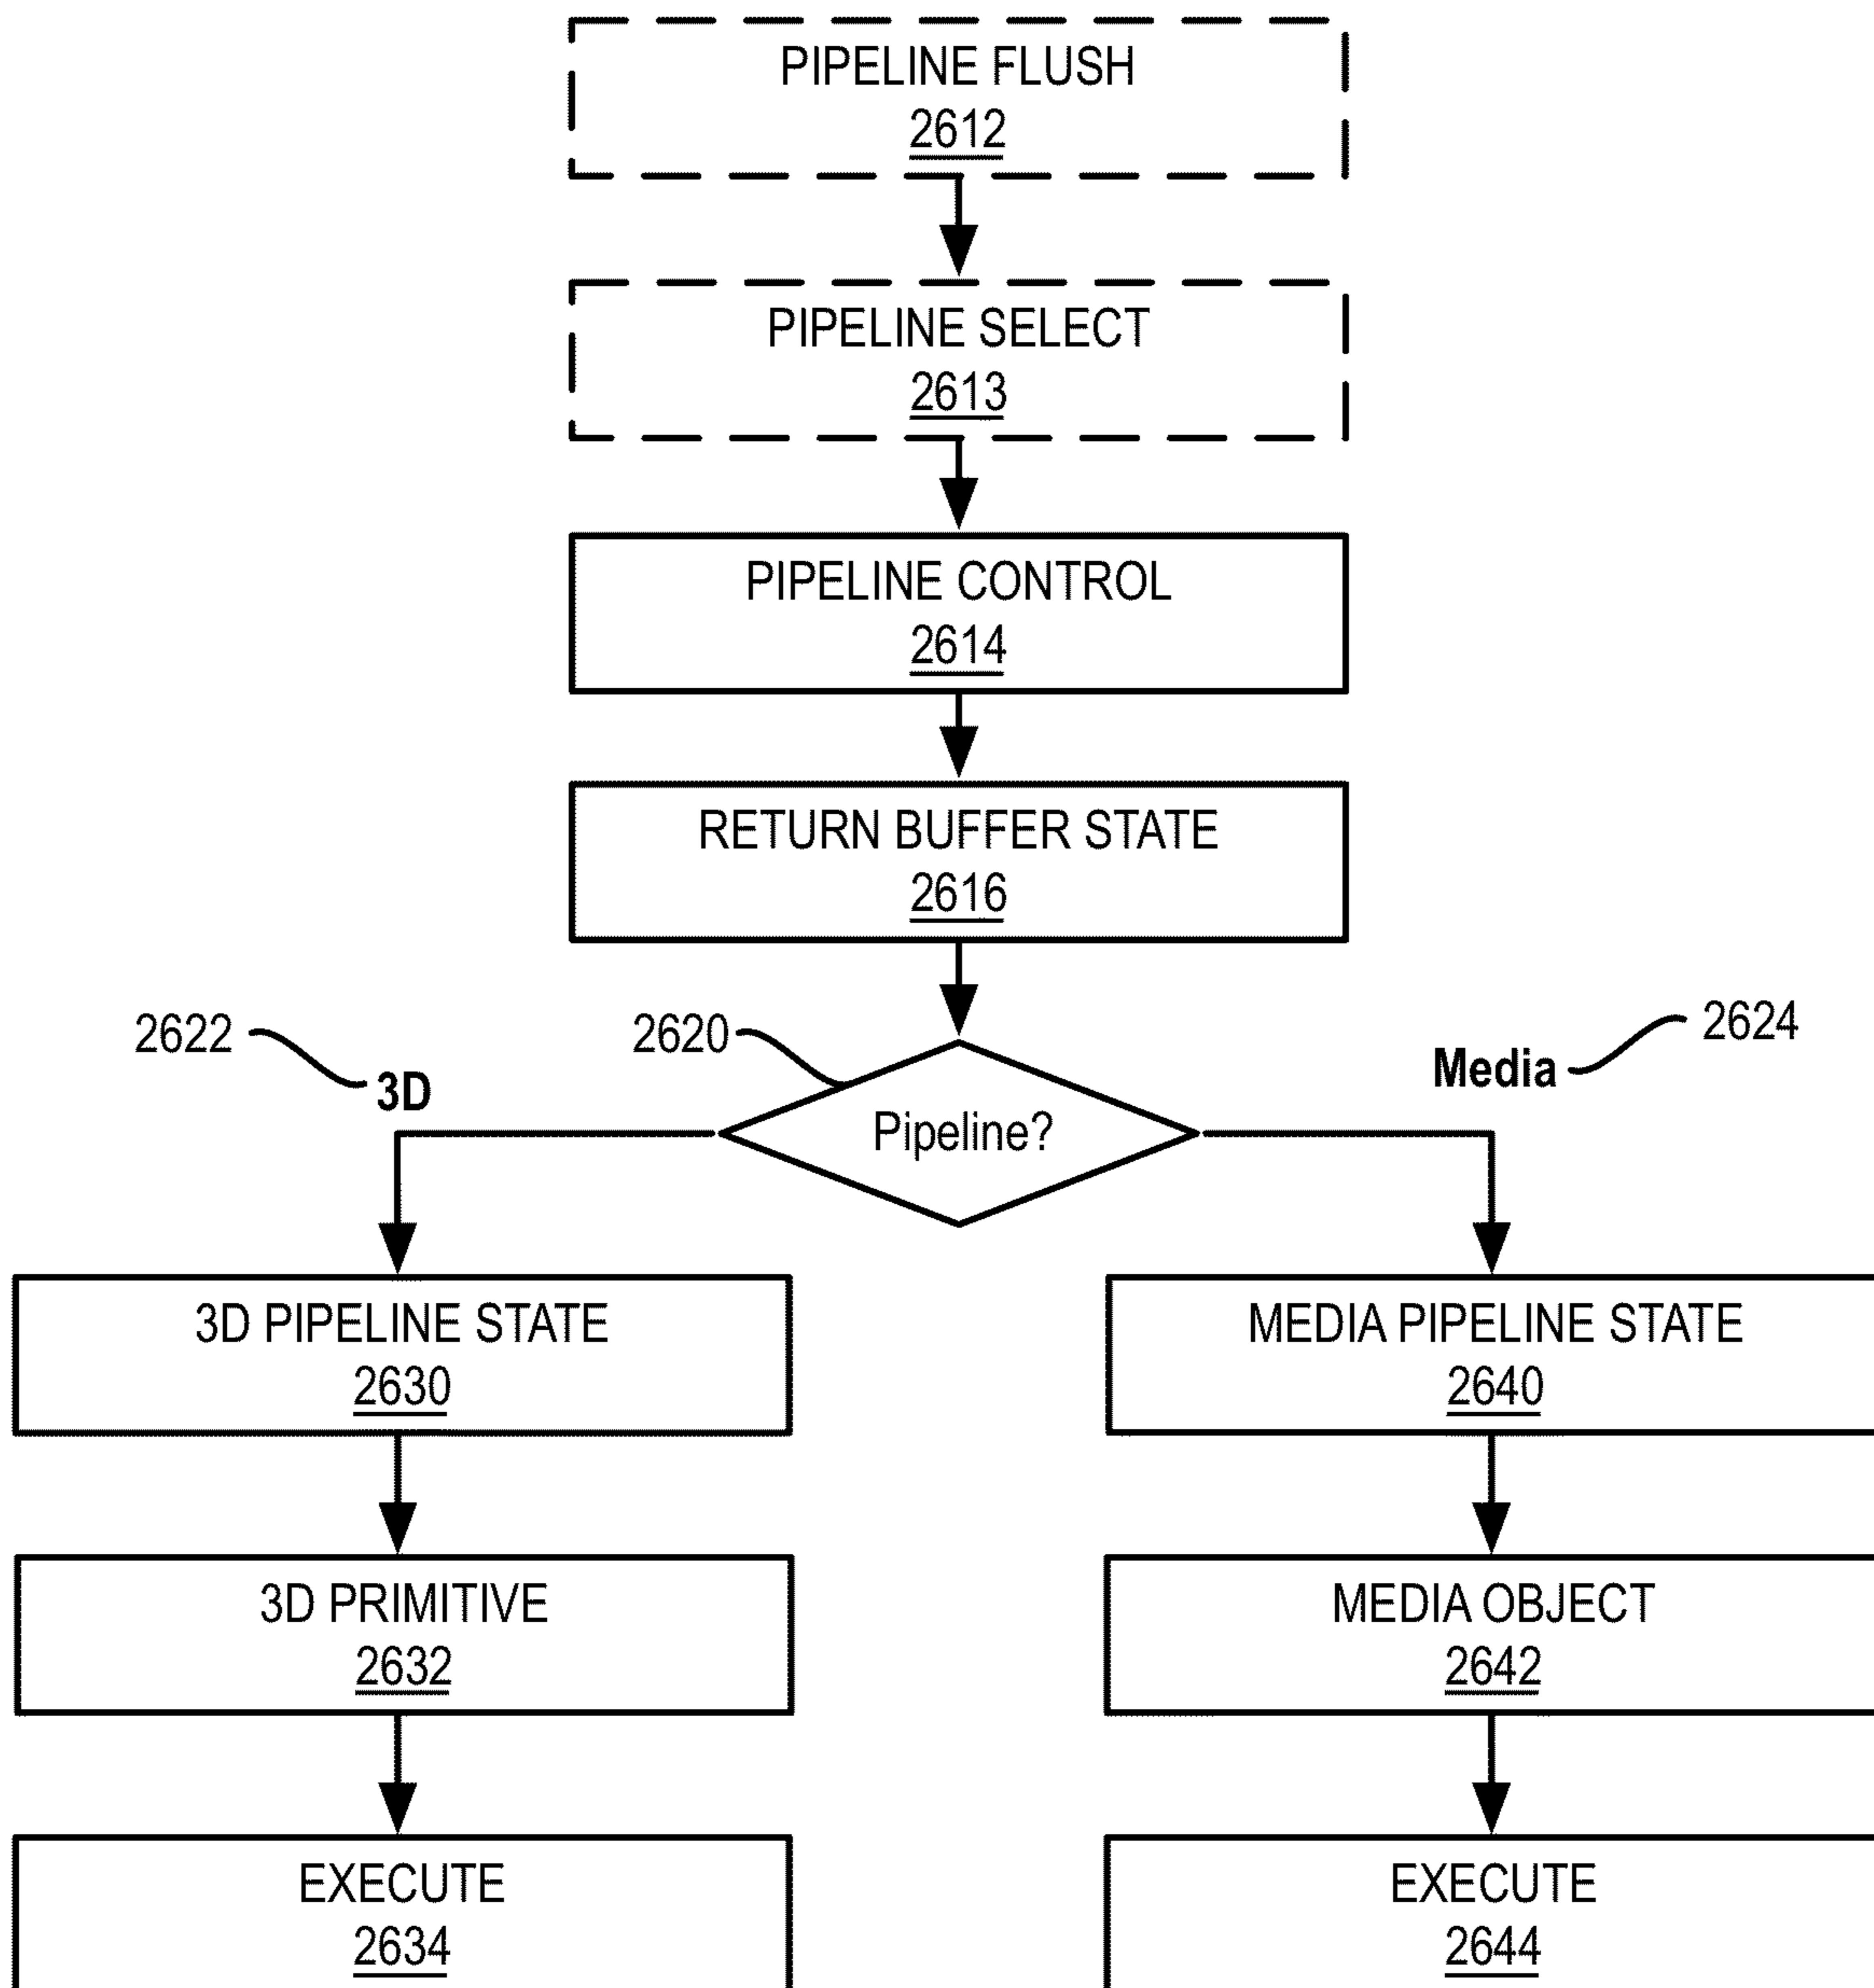 PIPELINE FLUSH
2612
PIPELINE SELECT
2613
PIPELINE CONTROL
2614
RETURN BUFFER STATE
2616
2622
2620
2624
3D
Media
Pipeline?
3D PIPELINE STATE
2630
MEDIA PIPELINE STATE
2640
3D PRIMITIVE
2632
MEDIA OBJECT
2642
EXECUTE
2634
EXECUTE
2644